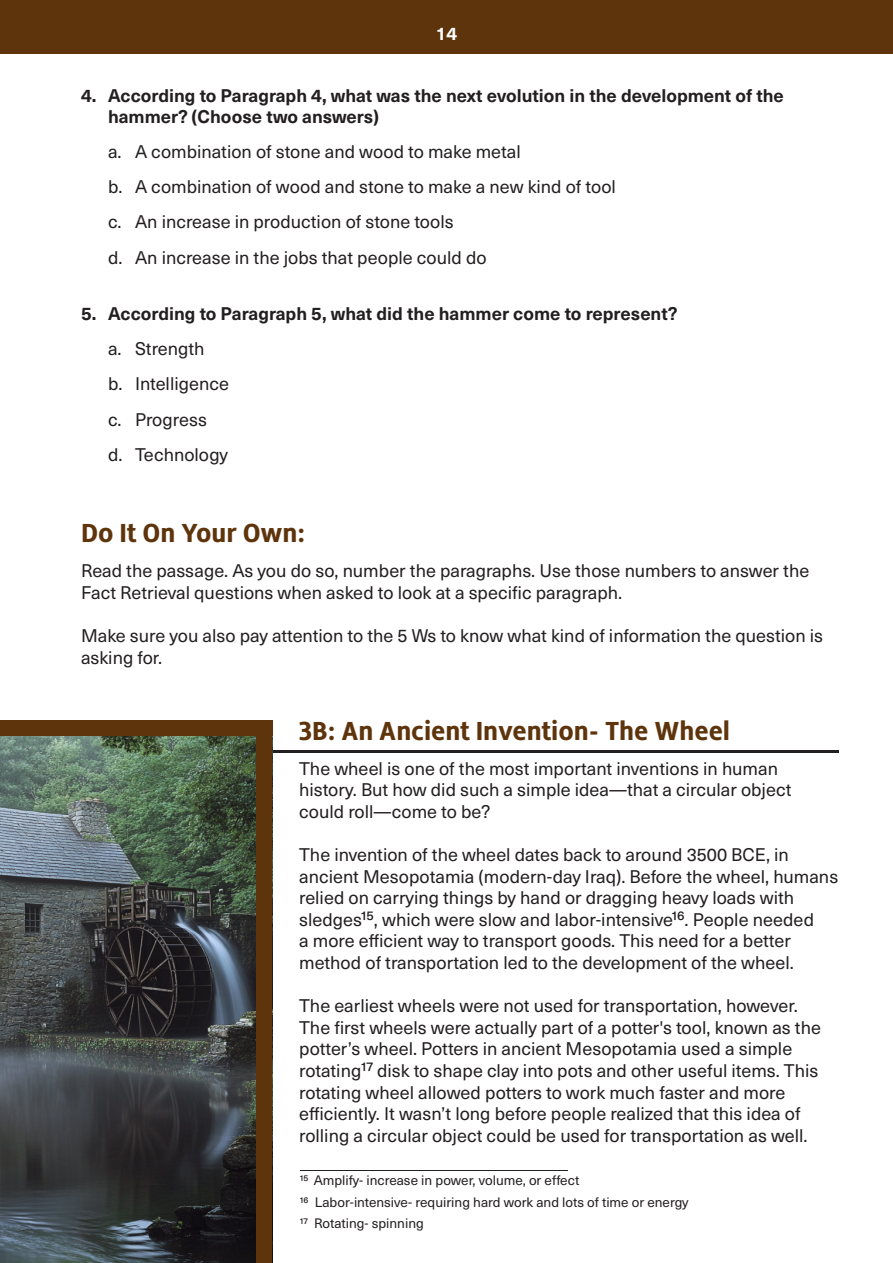 14
4. According to Paragraph 4, what was the next evolution in the development of the
hammer? (Choose two answers)
a. A combination of stone and wood to make metal
b. A combination of wood and stone to make a new kind of tool
c. An increase in production of stone tools
d. An increase in the jobs that people could do
5. According to Paragraph 5, what did the hammer come to represent?
a. Strength
b. Intelligence
c. Progress
d. Technology
Do It On Your Own:
Read the passage. As you do so, number the paragraphs. Use those numbers to answer the
Fact Retrieval questions when asked to look at a specific paragraph.
Make sure you also pay attention to the 5 Ws to know what kind of information the question is
asking for.
3B: An Ancient Invention- The Wheel
The wheel is one of the most important inventions in human
history. But how did such a simple idea—that a circular object
could roll—come to be?
The invention of the wheel dates back to around 3500 BCE, in
ancient Mesopotamia (modern-day Iraq). Before the wheel, humans
relied on carrying things by hand or dragging heavy loads with
sledges¹⁵, which were slow and labor-intensive¹⁶. People needed
a more efficient way to transport goods. This need for a better
method of transportation led to the development of the wheel.
The earliest wheels were not used for transportation, however.
The first wheels were actually part of a potter's tool, known as the
potter’s wheel. Potters in ancient Mesopotamia used a simple
rotating¹⁷ disk to shape clay into pots and other useful items. This
rotating wheel allowed potters to work much faster and more
efficiently. It wasn’t long before people realized that this idea of
rolling a circular object could be used for transportation as well.
¹⁵ Amplify- increase in power, volume, or effect
¹⁶ Labor-intensive- requiring hard work and lots of time or energy
¹⁷ Rotating- spinning